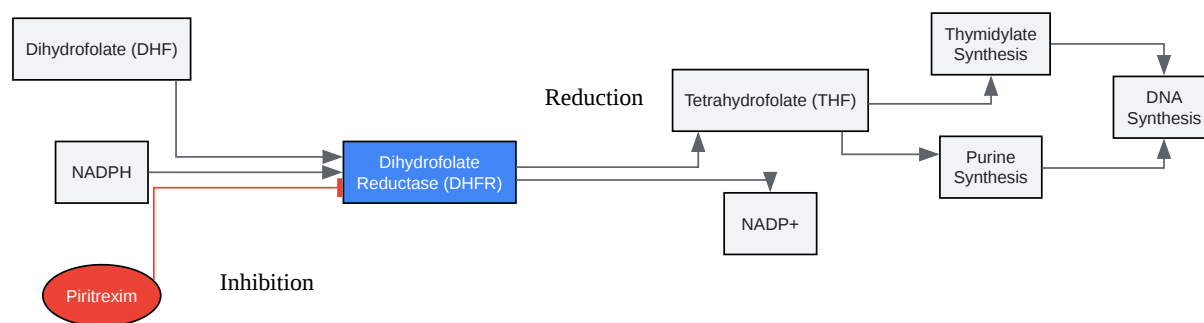 Dihydrofolate (DHF)
Thymidylate
Synthesis
Reduction
Tetrahydrofolate (THF)
DNA
Synthesis
NADPH
Dihydrofolate
Reductase (DHFR)
Purine
Synthesis
NADP+
Inhibition
Piritrexim